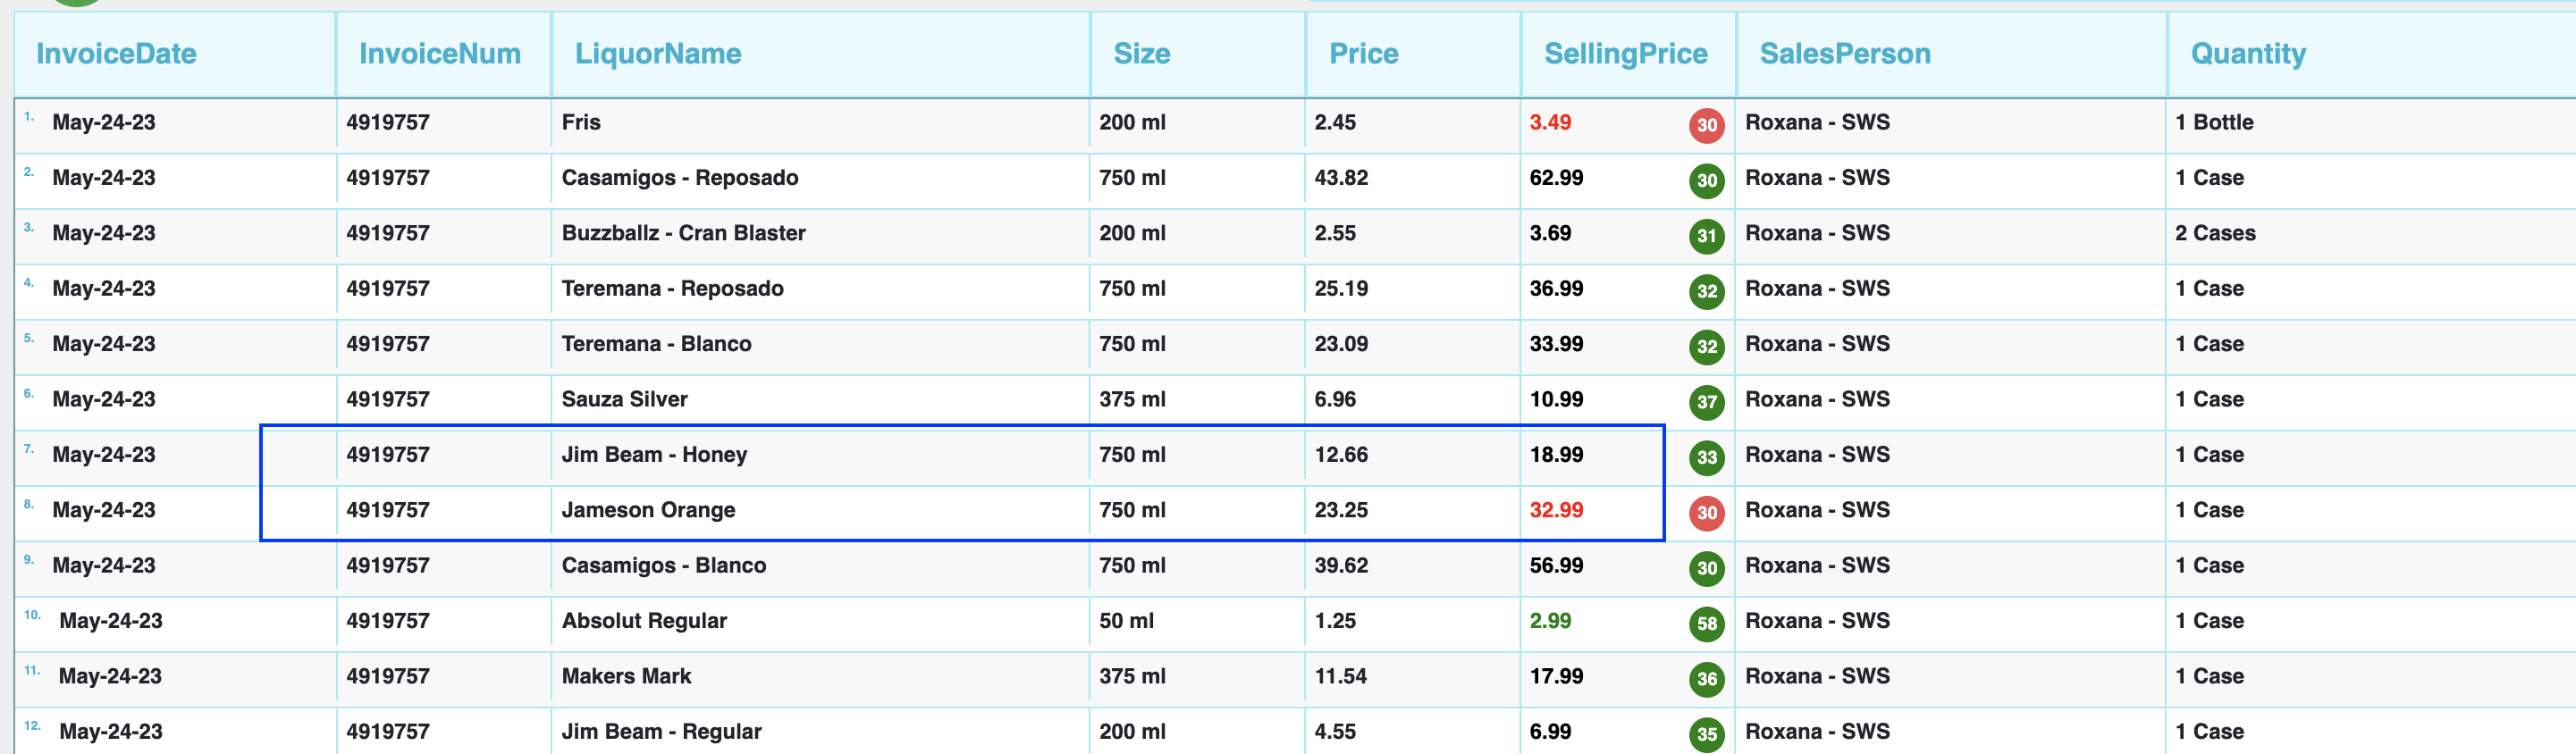 InvoiceDate InvoiceNum LiquorName Size Price SellingPrice SalesPerson Quantity
1. May-24-23 4919757 Fris 200 ml 2.45 3.49 30 Roxana - SWS 1 Bottle
2. May-24-23 4919757 Casamigos - Reposado 750 ml 43.82 62.99 30 Roxana - SWS 1 Case
3. May-24-23 4919757 Buzzballz - Cran Blaster 200 ml 2.55 3.69 31 Roxana - SWS 2 Cases
4. May-24-23 4919757 Teremana - Reposado 750 ml 25.19 36.99 32 Roxana - SWS 1 Case
5. May-24-23 4919757 Teremana - Blanco 750 ml 23.09 33.99 32 Roxana - SWS 1 Case
6. May-24-23 4919757 Sauza Silver 375 ml 6.96 10.99 37 Roxana - SWS 1 Case
7. May-24-23 4919757 Jim Beam - Honey 750 ml 12.66 18.99 33 Roxana - SWS 1 Case
8. May-24-23 4919757 Jameson Orange 750 ml 23.25 32.99 30 Roxana - SWS 1 Case
9. May-24-23 4919757 Casamigos - Blanco 750 ml 39.62 56.99 30 Roxana - SWS 1 Case
10. May-24-23 4919757 Absolut Regular 50 ml 1.25 2.99 58 Roxana - SWS 1 Case
11. May-24-23 4919757 Makers Mark 375 ml 11.54 17.99 36 Roxana - SWS 1 Case
12. May-24-23 4919757 Jim Beam - Regular 200 ml 4.55 6.99 35 Roxana - SWS 1 Case